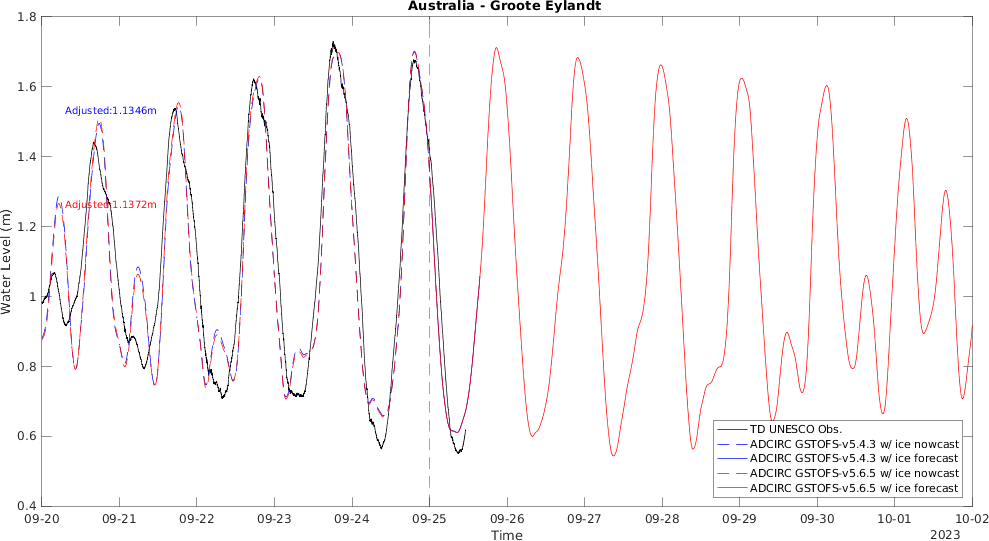 Australia - Groote Eylandt
1.8
1.6
1.4
1.2
1
0.8
0.6
0.4
Water Level (m)
Adjusted:1.1346m
Adjusted:1.1372m
TD UNESCO Obs.
ADCIRC GSTOFS-v5.4.3 w/ ice nowcast
ADCIRC GSTOFS-v5.4.3 w/ ice forecast
ADCIRC GSTOFS-v5.6.5 w/ ice nowcast
ADCIRC GSTOFS-v5.6.5 w/ ice forecast
09-20 09-21 09-22 09-23 09-24 09-25 09-26 09-27 09-28 09-29 09-30 10-01 10-02
Time
2023